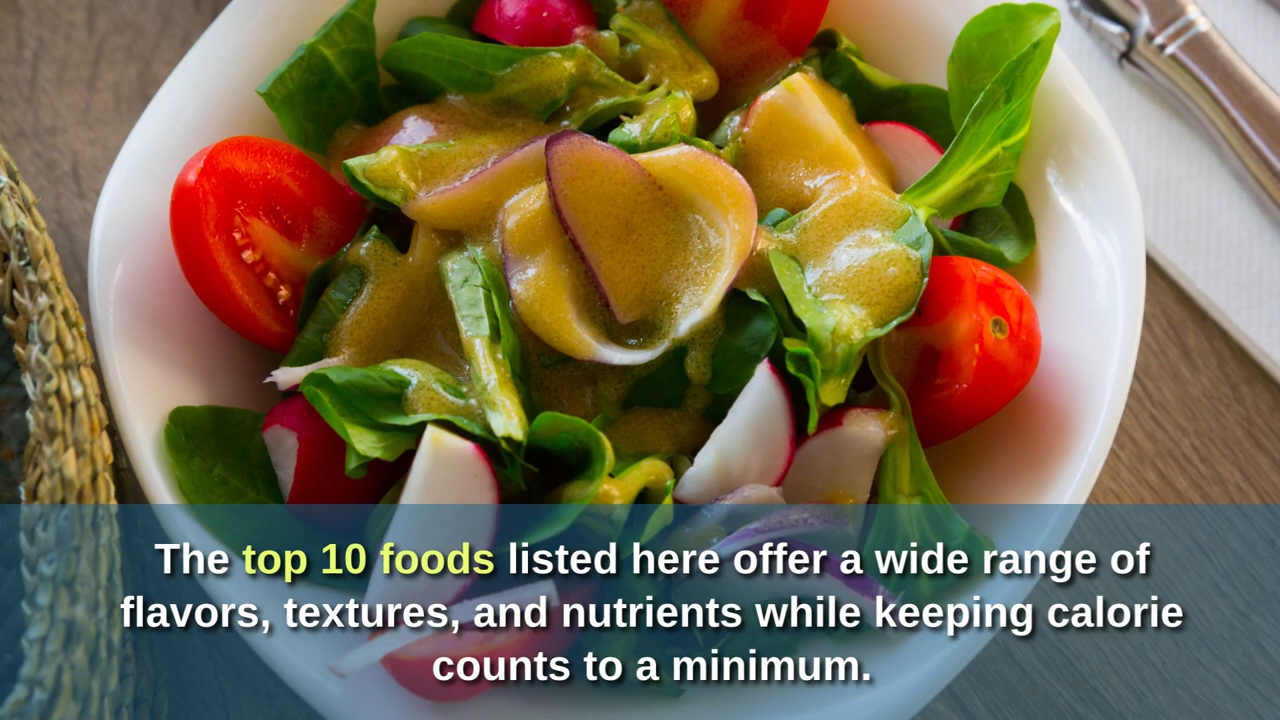 The top 10 foods listed here offer a wide range of
flavors, textures, and nutrients while keeping calorie
counts to a minimum.